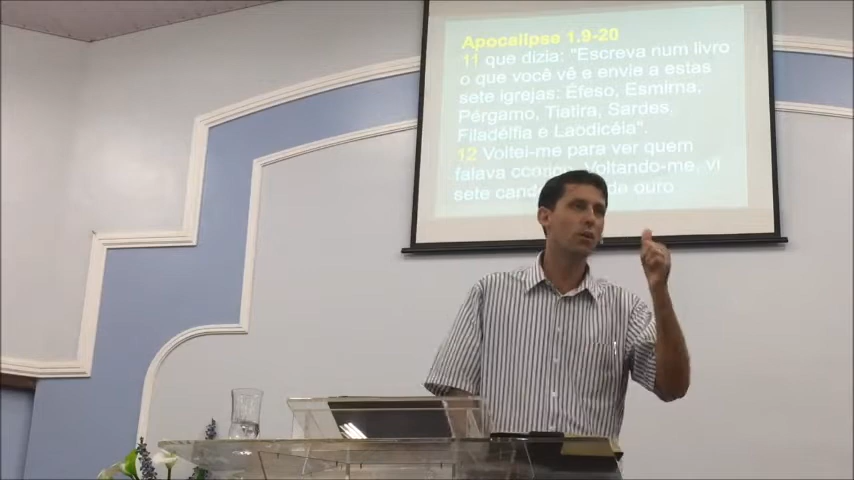 Apocalipse 1.9-20
11 que dizia: "Escreva num livro
o que você vê e envie a estas
sete igrejas: Éfeso, Esmirna,
Pérgamo, Tiatira, Sardes,
Filadélfia e Laodicéia".
12 Voltei-me para ver quem
falava Voltando-me, vi
sete de ouro